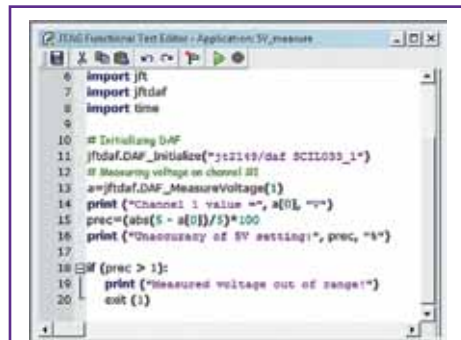 JTAG Functional Test Editor - Application: 5V_measure
6 import jft
7 import jftdaf
8 import time
9
10 # Initializing DAF
11 jftdaf.DAF_Initialize("jt2149/daf SCIL033_1")
12 # Measuring voltage on channel #1
13 a=jftdaf.DAF_MeasureVoltage(1)
14 print ("Channel 1 value =", a[0], "V")
15 prec=(abs(5 - a[0])/5)*100
16 print ("Unaccuracy of 5V setting:", prec, "%")
17
18 if (prec > 1):
19 print ("Measured voltage out of range!")
20 exit (1)